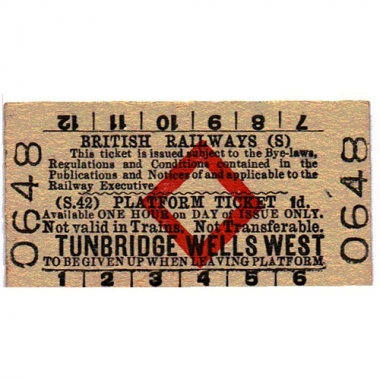 12 | 11 | 10 | 9 | 8 | 7
BRITISH RAILWAYS (S)
This ticket is issued subject to the Bye-laws,
Regulations and Conditions contained in the
Publications and Notices of and applicable to the
Railway Executive.
(S.42) PLATFORM TICKET 1d.
Available ONE HOUR on DAY of ISSUE ONLY.
Not valid in Trains. Not Transferable.
TUNBRIDGE WELLS WEST
TO BE GIVEN UP WHEN LEAVING PLATFORM
1 | 2 | 3 | 4 | 5 | 6
0648
0648